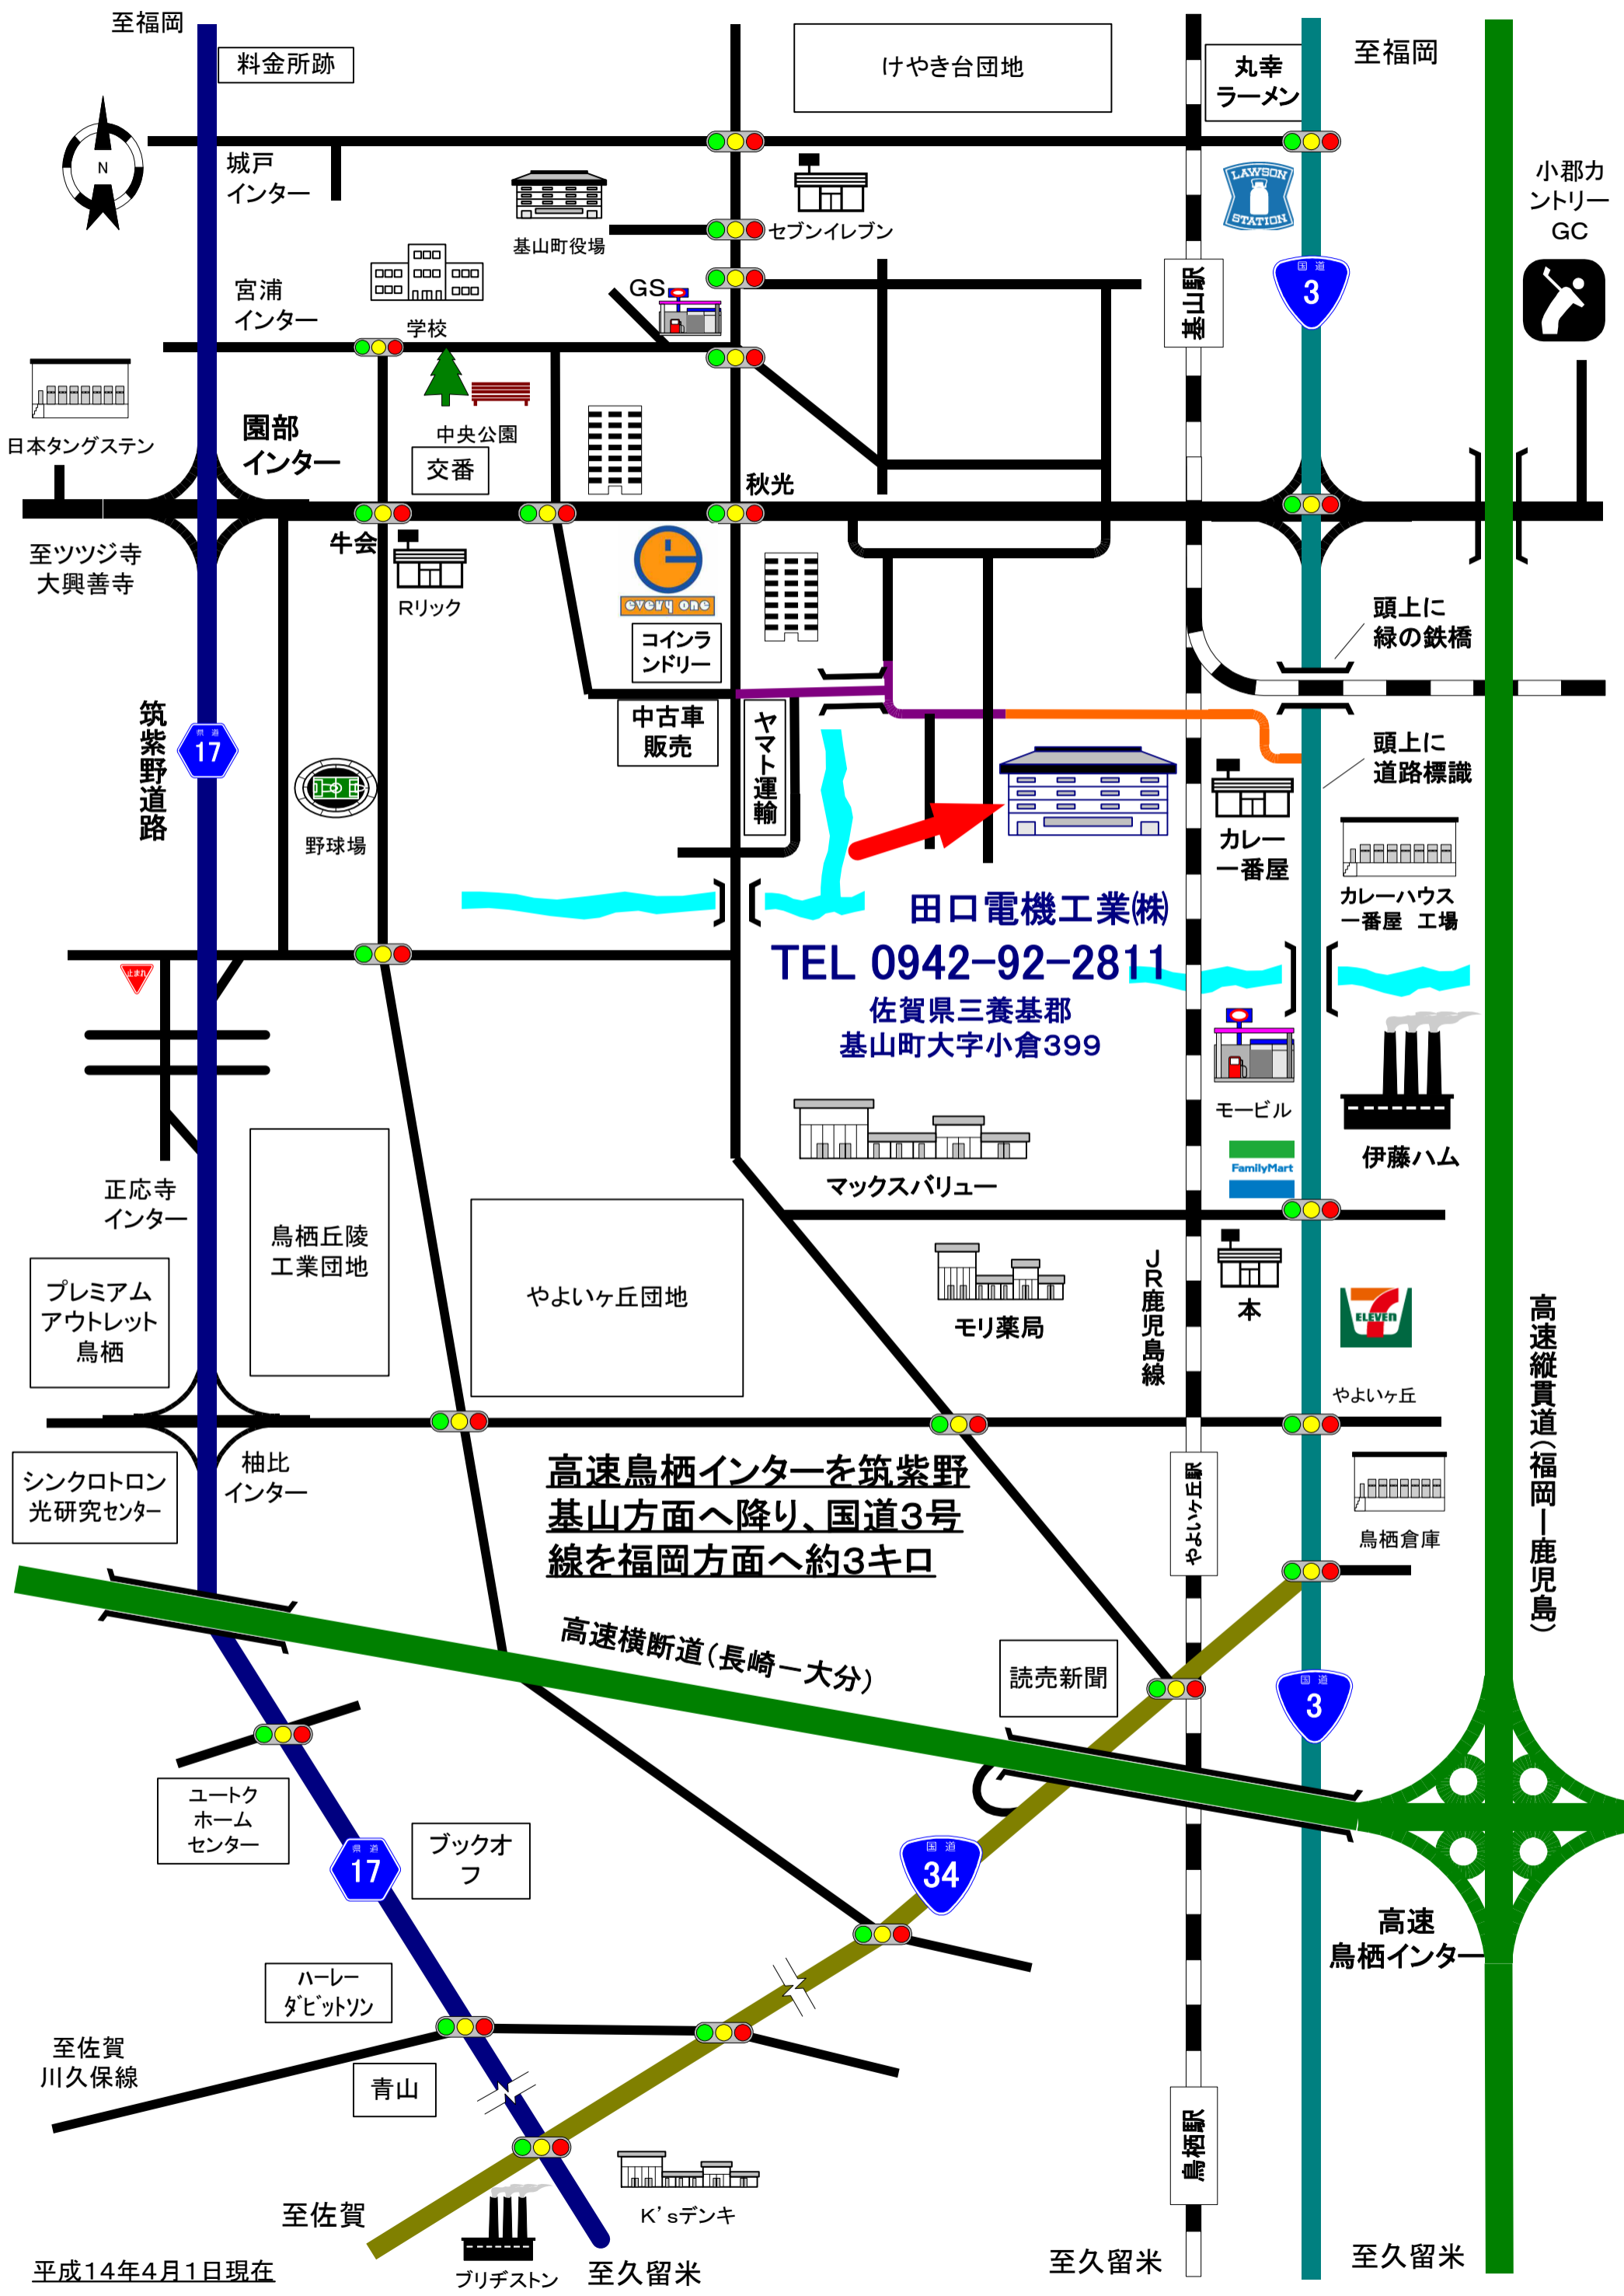 至福岡
料金所跡
けやき台団地
丸幸
ラーメン
至福岡
N
城戸
インター
基山町役場
セブンイレブン
LAWSON
STATION
小郡カ
ントリー
GC
宮浦
インター
学校
GS
基山駅
国道
3
日本タングステン
園部
インター
中央公園
交番
秋光
至ツツジ寺
大興善寺
牛会
Rリック
every one
コインラ
ンドリー
頭上に
緑の鉄橋
筑紫野道路
県道
17
中古車
販売
ヤマト運輸
頭上に
道路標識
野球場
カレー
一番屋
カレーハウス
一番屋 工場
田口電機工業㈱
TEL 0942−92−2811
佐賀県三養基郡
基山町大字小倉399
止まれ
モービル
伊藤ハム
マックスバリュー
FamilyMart
正応寺
インター
鳥栖丘陵
工業団地
やよいヶ丘団地
プレミアム
アウトレット
鳥栖
モリ薬局
JR鹿児島線
本
ELEVEN
やよいヶ丘
高速縦貫道(福岡ー鹿児島)
シンクロトロン
光研究センター
柚比
インター
高速鳥栖インターを筑紫野
基山方面へ降り、国道3号
線を福岡方面へ約3キロ
やよいヶ丘駅
鳥栖倉庫
高速横断道(長崎ー大分)
読売新聞
国道
3
ユートク
ホーム
センター
県道
17
ブックオ
フ
国道
34
高速
鳥栖インター
ハーレー
ダビットソン
至佐賀
川久保線
青山
鳥栖駅
至佐賀
K'sデンキ
ブリヂストン
至久留米
至久留米
至久留米
平成14年4月1日現在